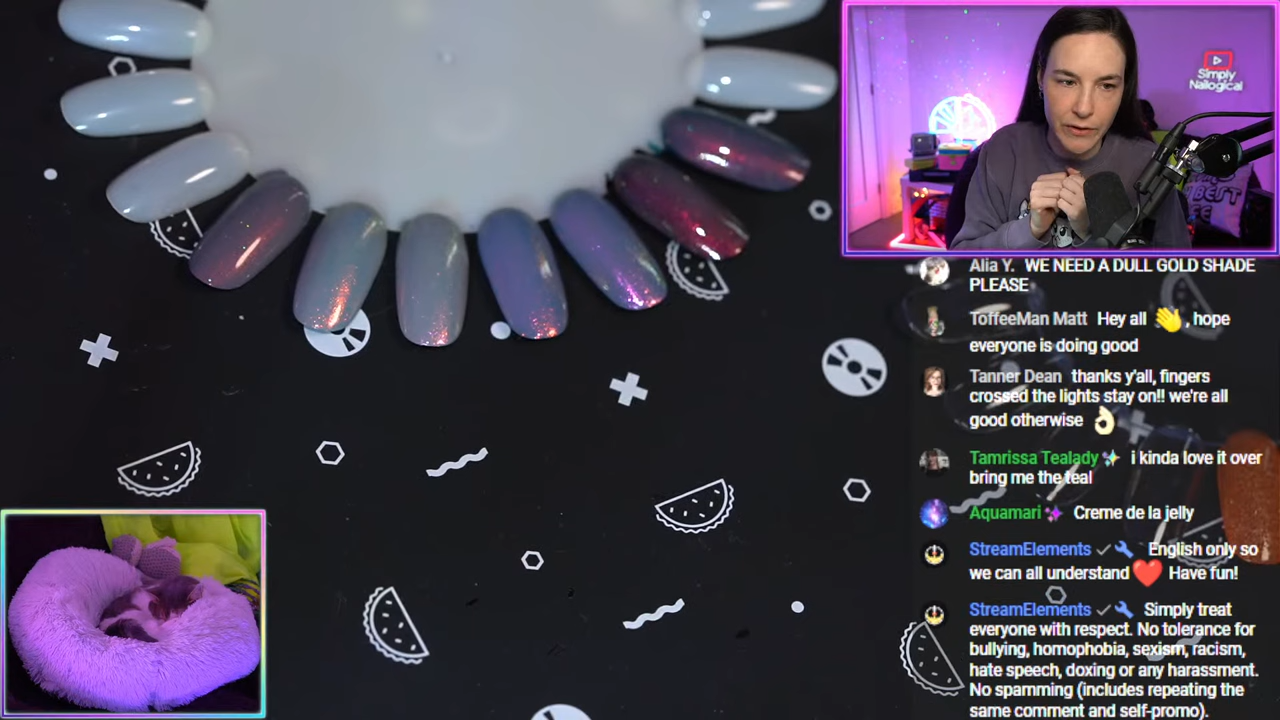 Simply
Nailogical
BEST
Alia Y. WE NEED A DULL GOLD SHADE
PLEASE
ToffeeMan Matt Hey all 👋, hope
everyone is doing good
Tanner Dean thanks y'all, fingers
crossed the lights stay on!! we're all
good otherwise 👌
Tamrissa Tealady i kinda love it over
bring me the teal
Aquamari Creme de la jelly
StreamElements English only so
we can all understand ❤️ Have fun!
StreamElements Simply treat
everyone with respect. No tolerance for
bullying, homophobia, sexism, racism,
hate speech, doxing or any harassment.
No spamming (includes repeating the
same comment and self-promo).